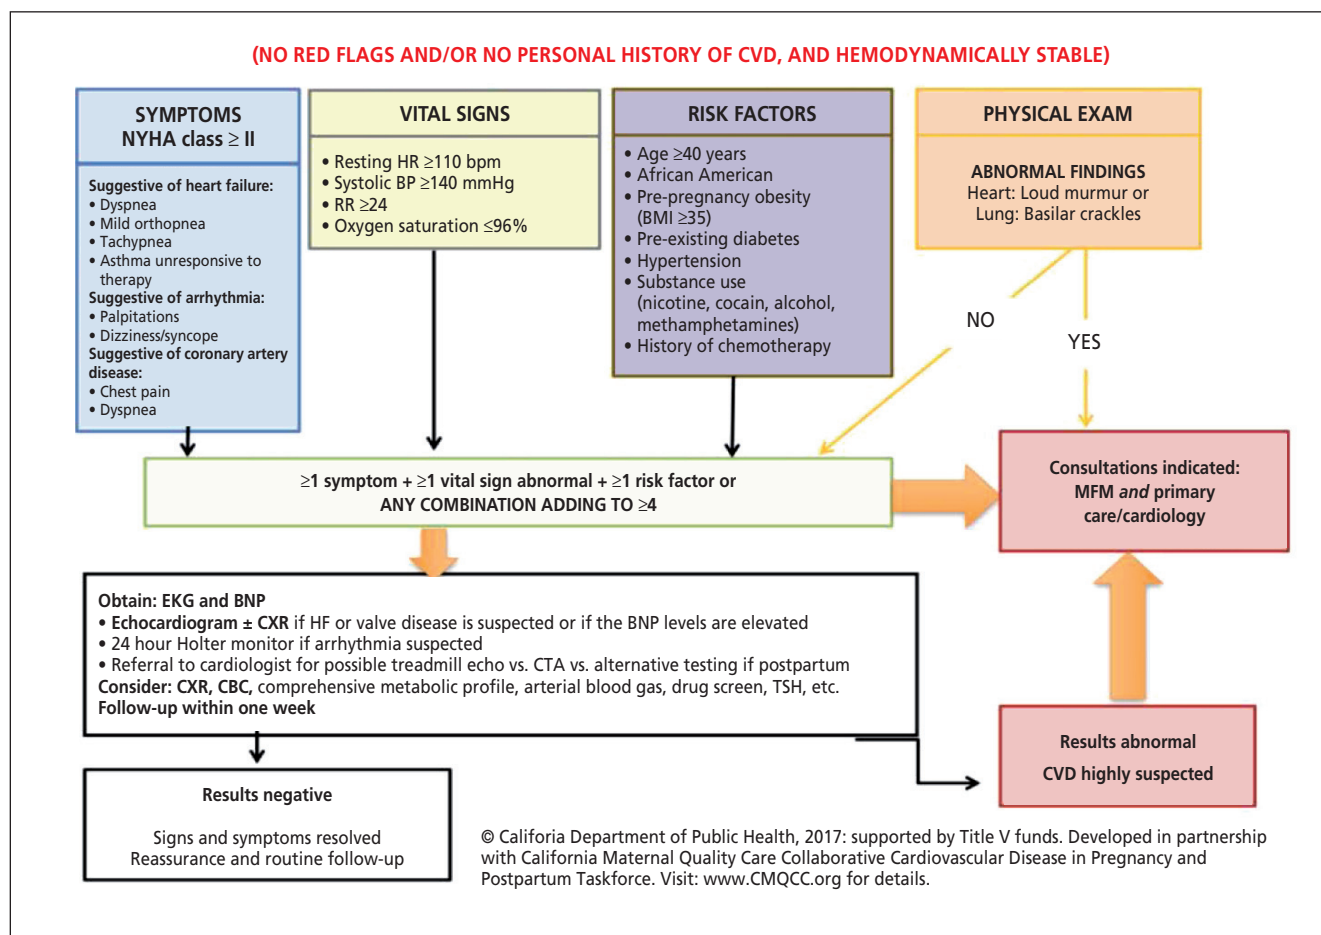 (NO RED FLAGS AND/OR NO PERSONAL HISTORY OF CVD, AND HEMODYNAMICALLY STABLE)
SYMPTOMS
NYHA class ≥ II
Suggestive of heart failure:
• Dyspnea
• Mild orthopnea
• Tachypnea
• Asthma unresponsive to
therapy
Suggestive of arrhythmia:
• Palpitations
• Dizziness/syncope
Suggestive of coronary artery
disease:
• Chest pain
• Dyspnea
VITAL SIGNS
• Resting HR ≥110 bpm
• Systolic BP ≥140 mmHg
• RR ≥24
• Oxygen saturation ≤96%
RISK FACTORS
• Age ≥40 years
• African American
• Pre-pregnancy obesity
(BMI ≥35)
• Pre-existing diabetes
• Hypertension
• Substance use
(nicotine, cocain, alcohol,
methamphetamines)
• History of chemotherapy
PHYSICAL EXAM
ABNORMAL FINDINGS
Heart: Loud murmur or
Lung: Basilar crackles
NO
YES
≥1 symptom + ≥1 vital sign abnormal + ≥1 risk factor or
ANY COMBINATION ADDING TO ≥4
Consultations indicated:
MFM and primary
care/cardiology
Obtain: EKG and BNP
• Echocardiogram ± CXR if HF or valve disease is suspected or if the BNP levels are elevated
• 24 hour Holter monitor if arrhythmia suspected
• Referral to cardiologist for possible treadmill echo vs. CTA vs. alternative testing if postpartum
Consider: CXR, CBC, comprehensive metabolic profile, arterial blood gas, drug screen, TSH, etc.
Follow-up within one week
Results abnormal
CVD highly suspected
Results negative
Signs and symptoms resolved
Reassurance and routine follow-up
© Califoria Department of Public Health, 2017: supported by Title V funds. Developed in partnership
with California Maternal Quality Care Collaborative Cardiovascular Disease in Pregnancy and
Postpartum Taskforce. Visit: www.CMQCC.org for details.